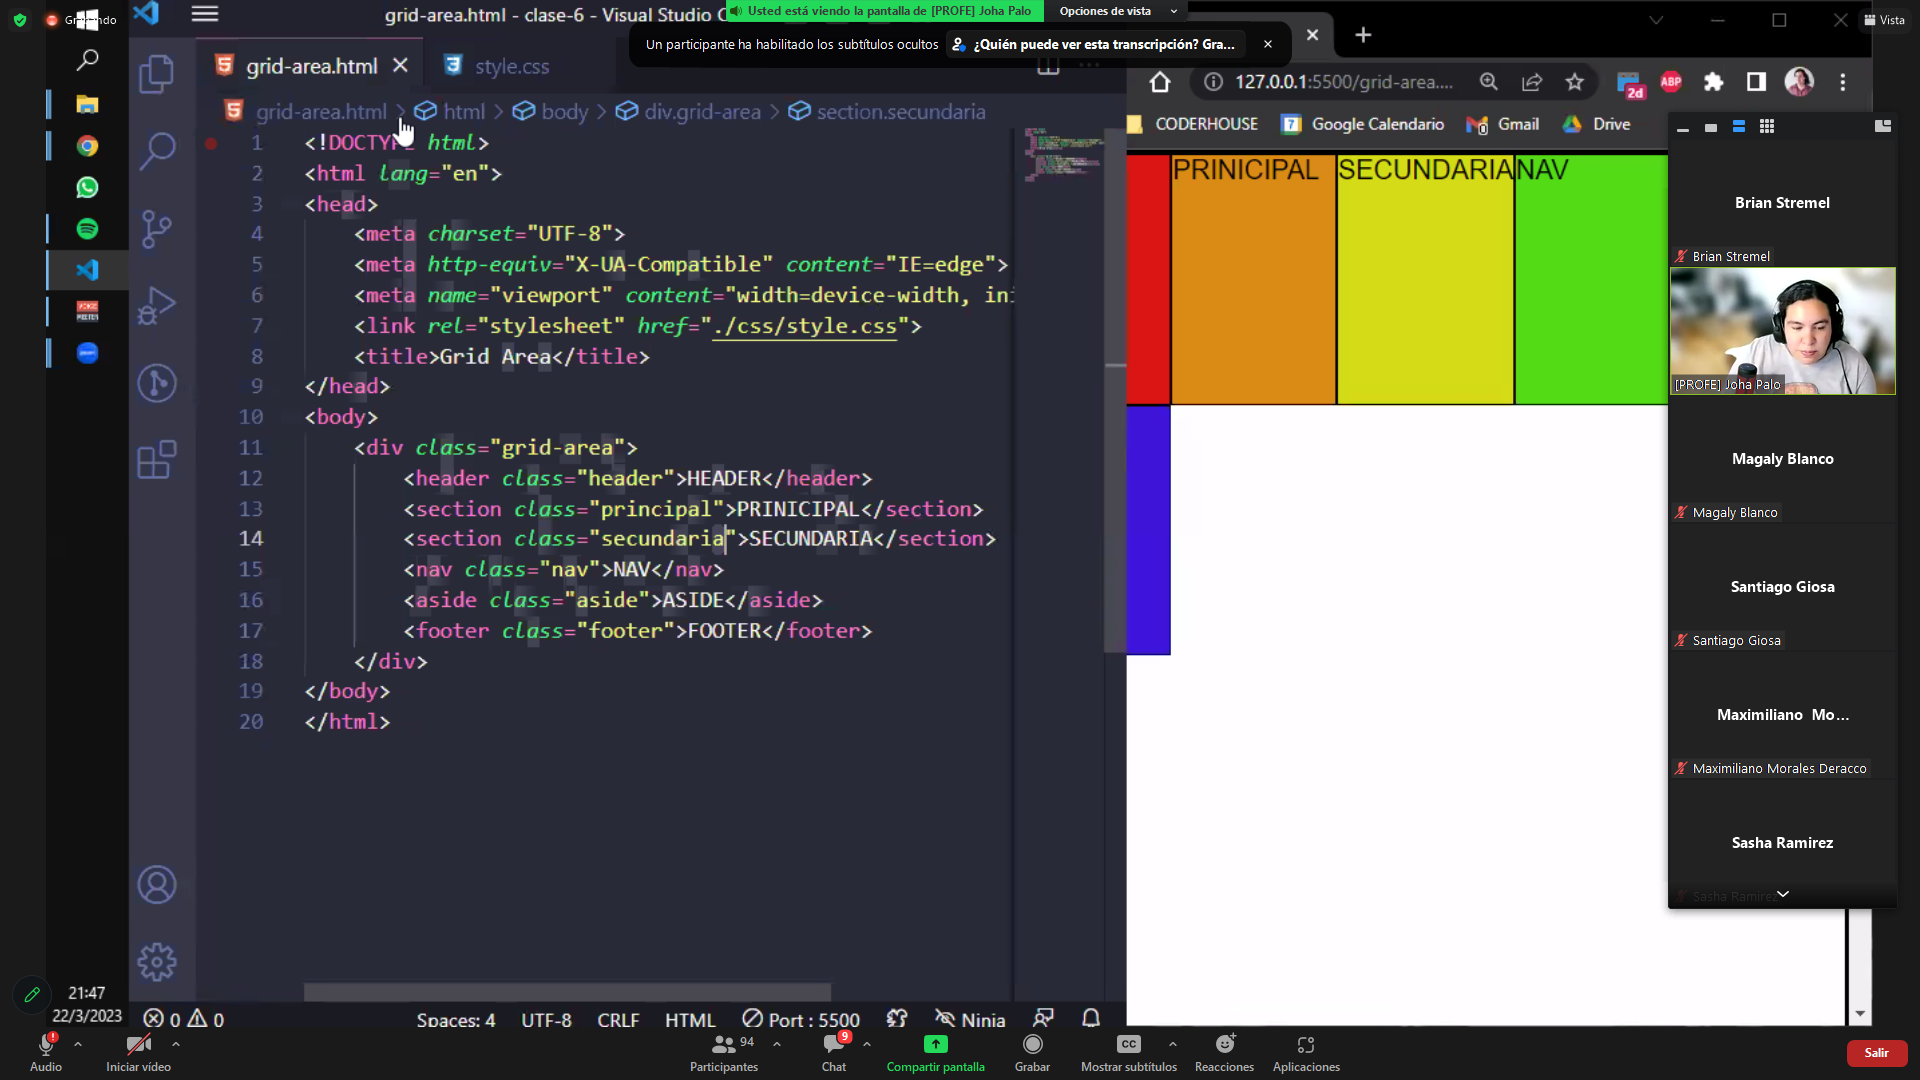 Grabando
grid-area.html - clase-6 - Visual Studio C
Usted está viendo la pantalla de [PROFE] Joha Palo
Opciones de vista
Vista
Un participante ha habilitado los subtítulos ocultos
¿Quién puede ver esta transcripción? Gra...
grid-area.html
style.css
127.0.0.1:5500/grid-area....
2d
ABP
grid-area.html > html > body > div.grid-area > section.secundaria
CODERHOUSE
7 Google Calendario
Gmail
Drive
1 <!DOCTYPE html>
2 <html lang="en">
3 <head>
4 <meta charset="UTF-8">
5 <meta http-equiv="X-UA-Compatible" content="IE=edge">
6 <meta name="viewport" content="width=device-width, ini
7 <link rel="stylesheet" href="./css/style.css">
8 <title>Grid Area</title>
9 </head>
10 <body>
11 <div class="grid-area">
12 <header class="header">HEADER</header>
13 <section class="principal">PRINICIPAL</section>
14 <section class="secundaria">SECUNDARIA</section>
15 <nav class="nav">NAV</nav>
16 <aside class="aside">ASIDE</aside>
17 <footer class="footer">FOOTER</footer>
18 </div>
19 </body>
20 </html>
PRINICIPAL
SECUNDARIA
NAV
Brian Stremel
Brian Stremel
[PROFE] Joha Palo
Magaly Blanco
Magaly Blanco
Santiago Giosa
Santiago Giosa
Maximiliano Mo...
Maximiliano Morales Deracco
Sasha Ramirez
Sasha Ramirez
21:47
22/3/2023
0 0
Spaces: 4
UTF-8
CRLF
HTML
Port : 5500
Ninja
Audio
Iniciar vídeo
94
Participantes
9
Chat
Compartir pantalla
Grabar
CC
Mostrar subtítulos
Reacciones
Aplicaciones
Salir